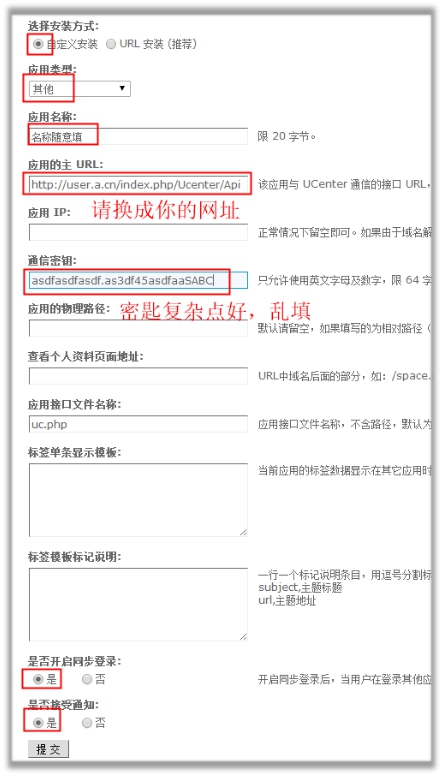 选择安装方式:
自定义安装 URL 安装 (推荐)
应用类型:
其他
应用名称:
名称随意填 限 20 字节。
应用的主 URL:
http://user.a.cn/index.php/Ucenter/Api 该应用与 UCenter 通信的接口 URL,
请换成你的网址
应用 IP:
正常情况下留空即可。如果由于域名解
通信密钥:
asdfasdfasdf.as3df45asdfaaSABC 只允许使用英文字母及数字，限 64 字
密匙复杂点好，乱填
应用的物理路径:
默认请留空，如果填写的为相对路径 (
查看个人资料页面地址:
URL中域名后面的部分，如：/space.
应用接口文件名称:
uc.php 应用接口文件名称，不含路径，默认为
标签单条显示模板:
当前应用的标签数据显示在其它应用时
标签模板标记说明:
一行一个标记说明条目，用逗号分割标
subject,主题标题
url,主题地址
是否开启同步登录:
是 否 开启同步登录后，当用户在登录其他应
是否接受通知:
是 否
提 交